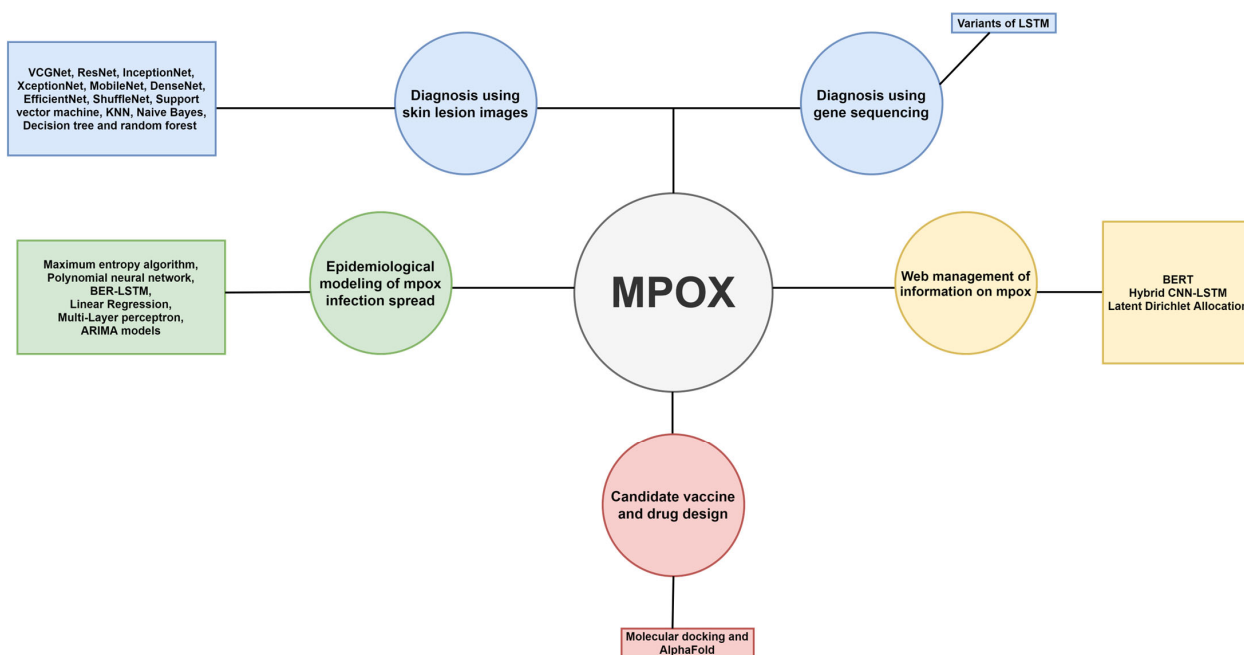 Variants of LSTM
VCGNet, ResNet, InceptionNet,
XceptionNet, MobileNet, DenseNet,
EfficientNet, ShuffleNet, Support
vector machine, KNN, Naive Bayes,
Decision tree and random forest
Diagnosis using
skin lesion images
Diagnosis using
gene sequencing
Maximum entropy algorithm,
Polynomial neural network,
BER-LSTM,
Linear Regression,
Multi-Layer perceptron,
ARIMA models
Epidemiological
modeling of mpox
infection spread
MPOX
Web management of
information on mpox
BERT
Hybrid CNN-LSTM
Latent Dirichlet Allocation
Candidate vaccine
and drug design
Molecular docking and
AlphaFold